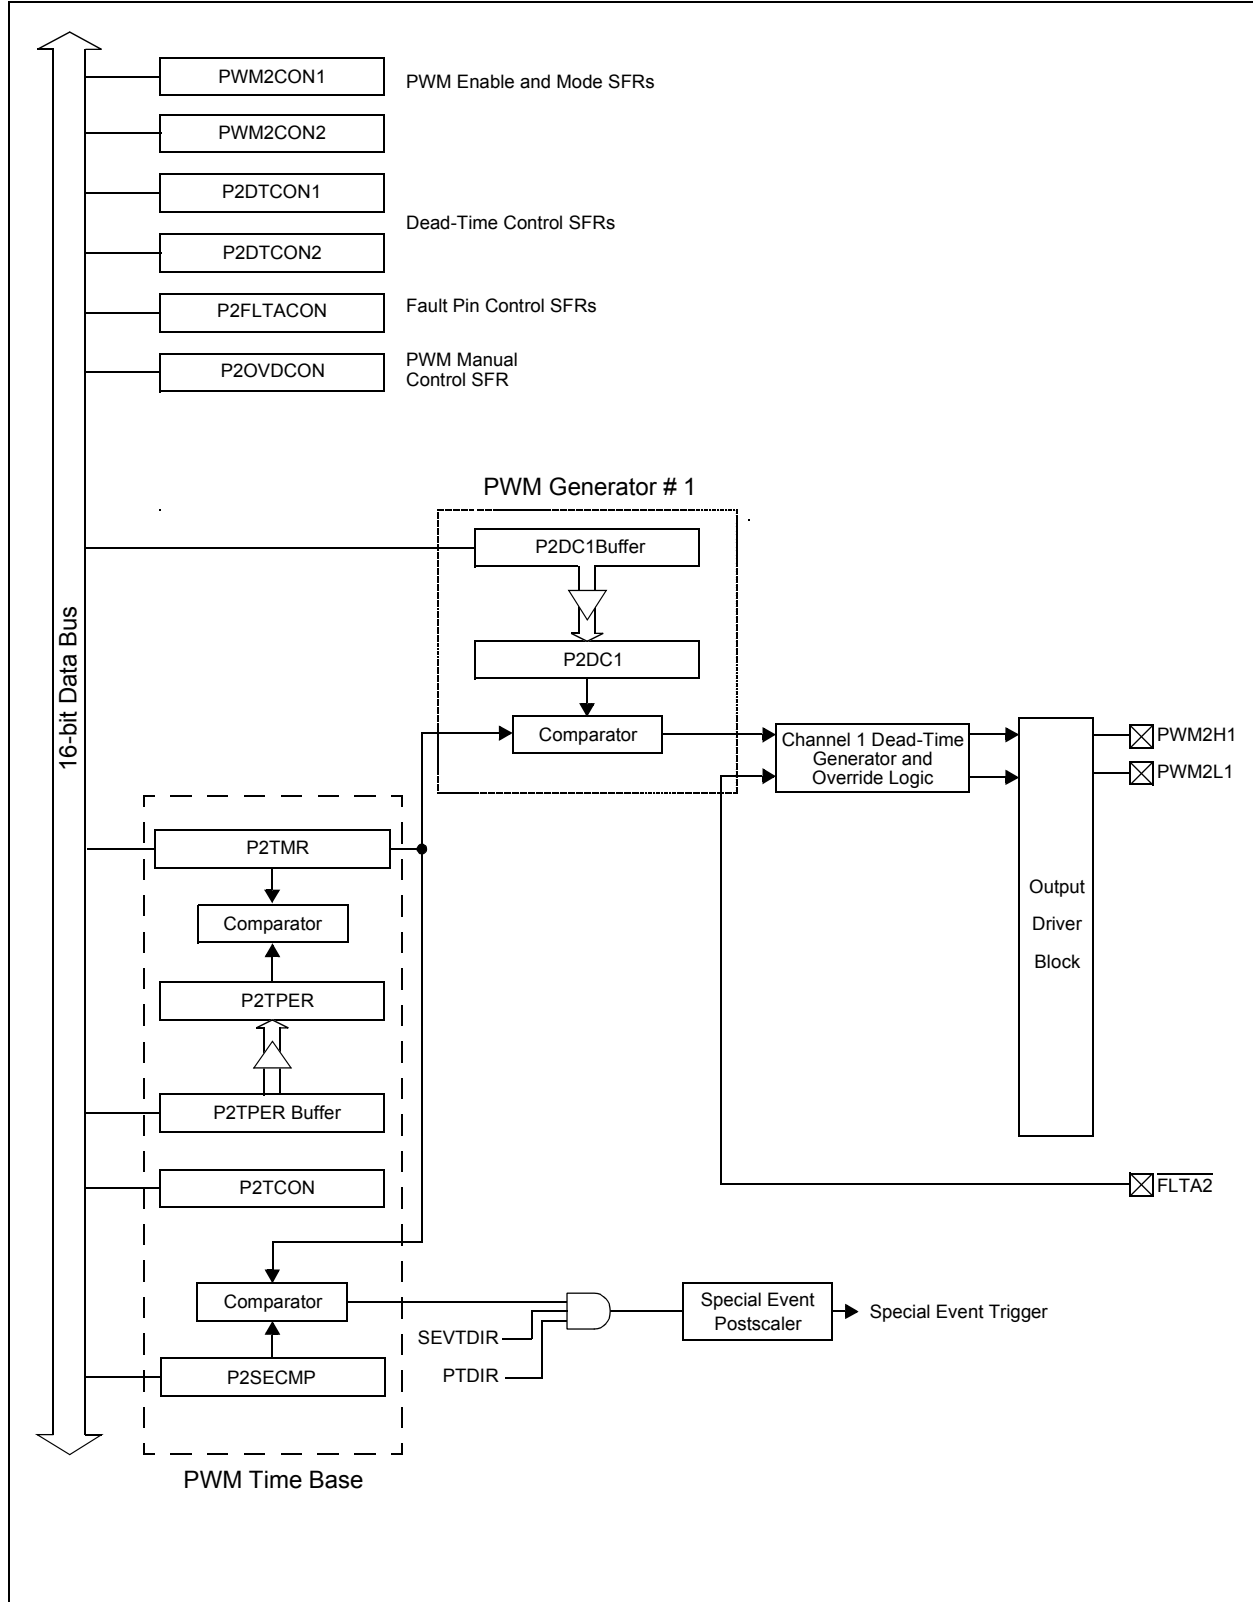 PWM2CON1
PWM Enable and Mode SFRs
PWM2CON2
P2DTCON1
Dead-Time Control SFRs
P2DTCON2
P2FLTACON
Fault Pin Control SFRs
P2OVDCON
PWM Manual
Control SFR
16-bit Data Bus
PWM Generator # 1
P2DC1Buffer
P2DC1
Comparator
Channel 1 Dead-Time
Generator and
Override Logic
PWM2H1
PWM2L1
Output
Driver
Block
P2TMR
Comparator
P2TPER
P2TPER Buffer
P2TCON
FLTA2
Comparator
SEVTDIR
PTDIR
Special Event
Postscaler
Special Event Trigger
P2SECMP
PWM Time Base